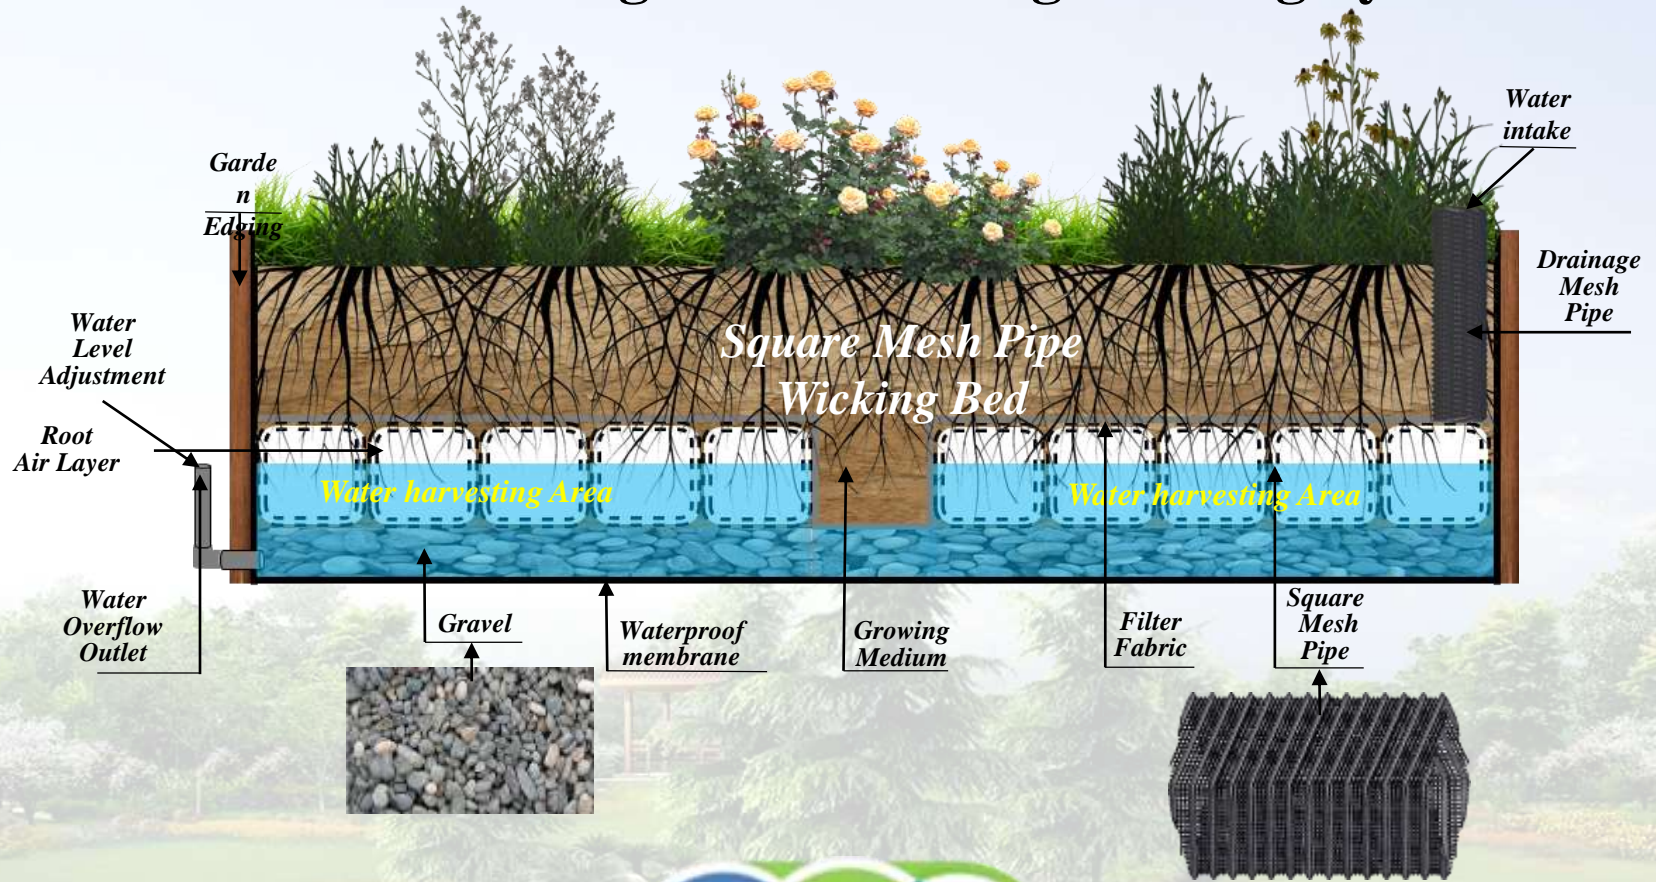 Water
intake
Garde
n
Edging
Drainage
Mesh
Pipe
Water
Level
Adjustment
Square Mesh Pipe
Wicking Bed
Root
Air Layer
Water harvesting Area
Water harvesting Area
Water
Overflow
Outlet
Gravel
Waterproof
membrane
Growing
Medium
Filter
Fabric
Square
Mesh
Pipe